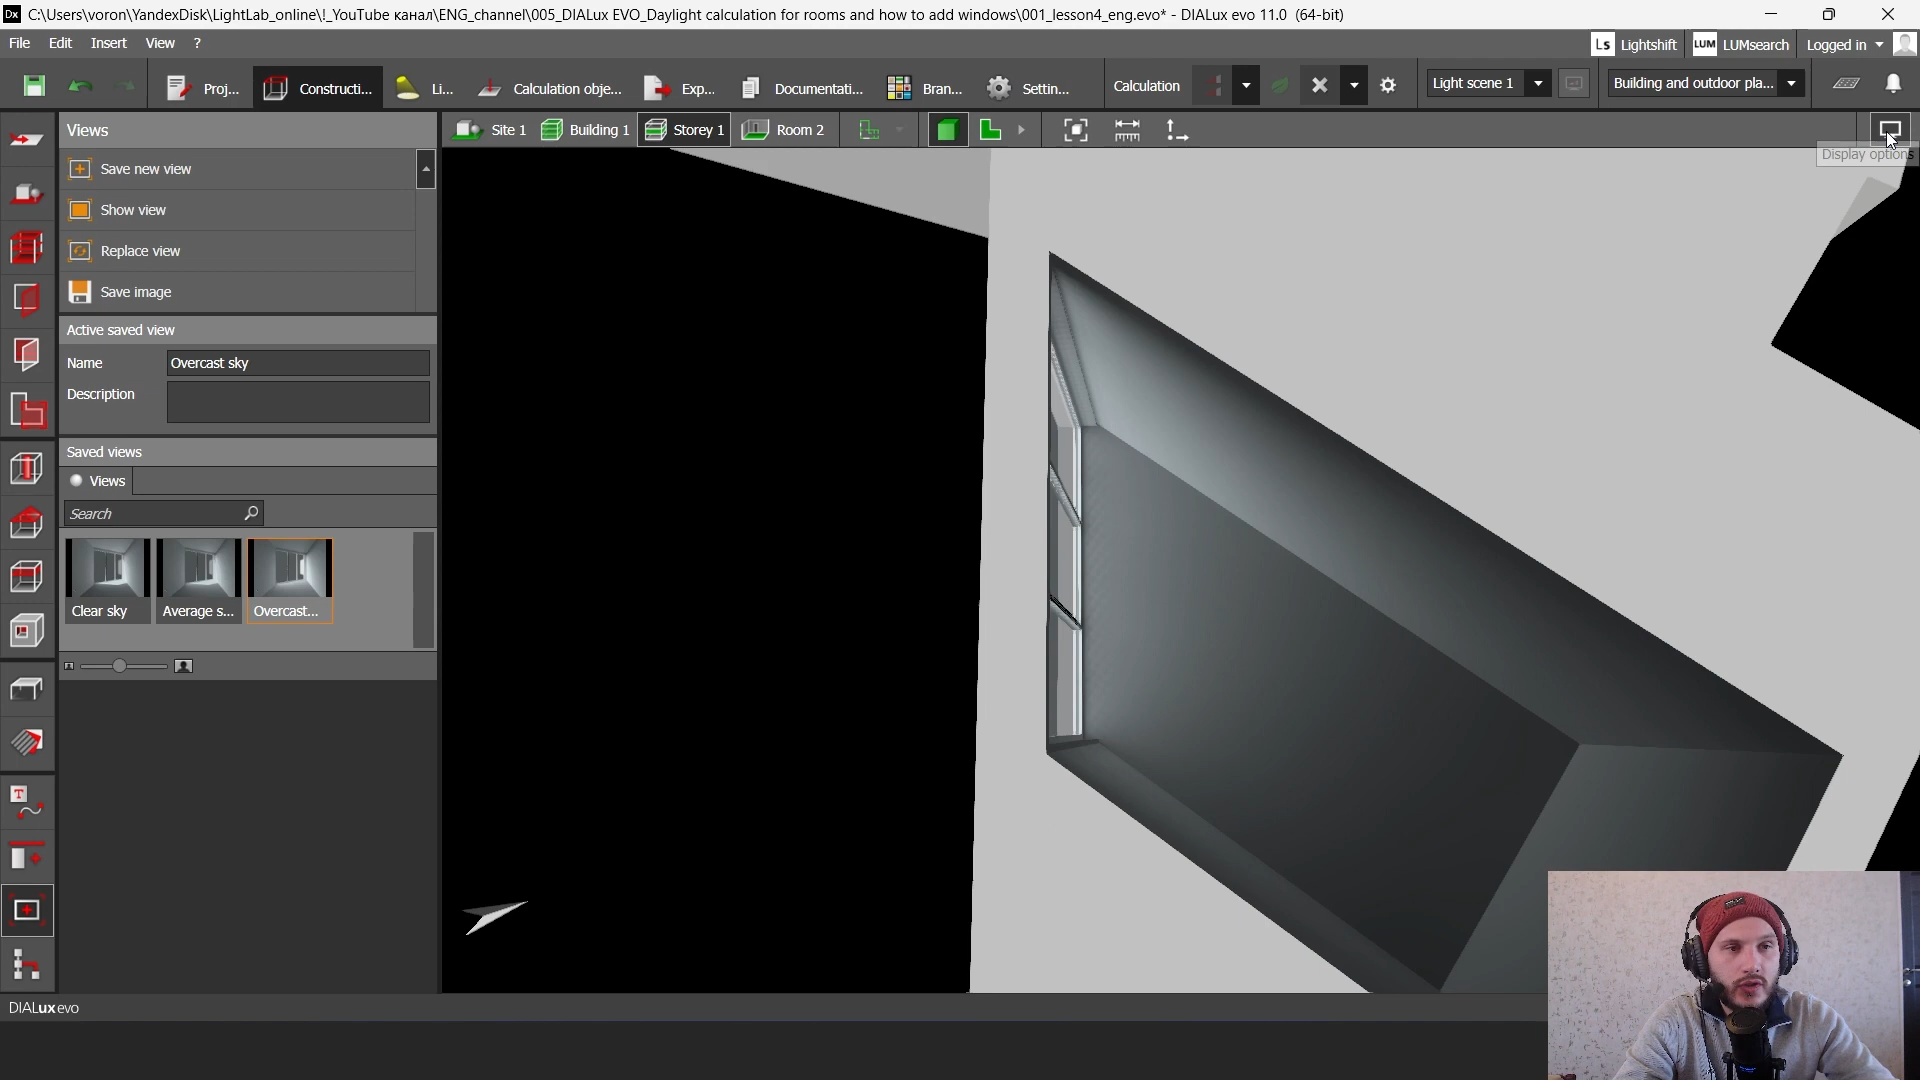 Dx C:\Users\voron\YandexDisk\LightLab_online\!_YouTube канал\ENG_channel\005_DIALux EVO_Daylight calculation for rooms and how to add windows\001_lesson4_eng.evo* - DIALux evo 11.0 (64-bit)
File Edit Insert View ?
Ls Lightshift LUM LUMsearch Logged in
Proj... Constructi... Li... Calculation obje... Exp... Documentati... Bran... Settin... Calculation Light scene 1 Building and outdoor pla...
Views
Site 1 Building 1 Storey 1 Room 2
Display options
Save new view
Show view
Replace view
Save image
Active saved view
Name Overcast sky
Description
Saved views
Views
Search
Clear sky Average s... Overcast...
T
DIALux evo